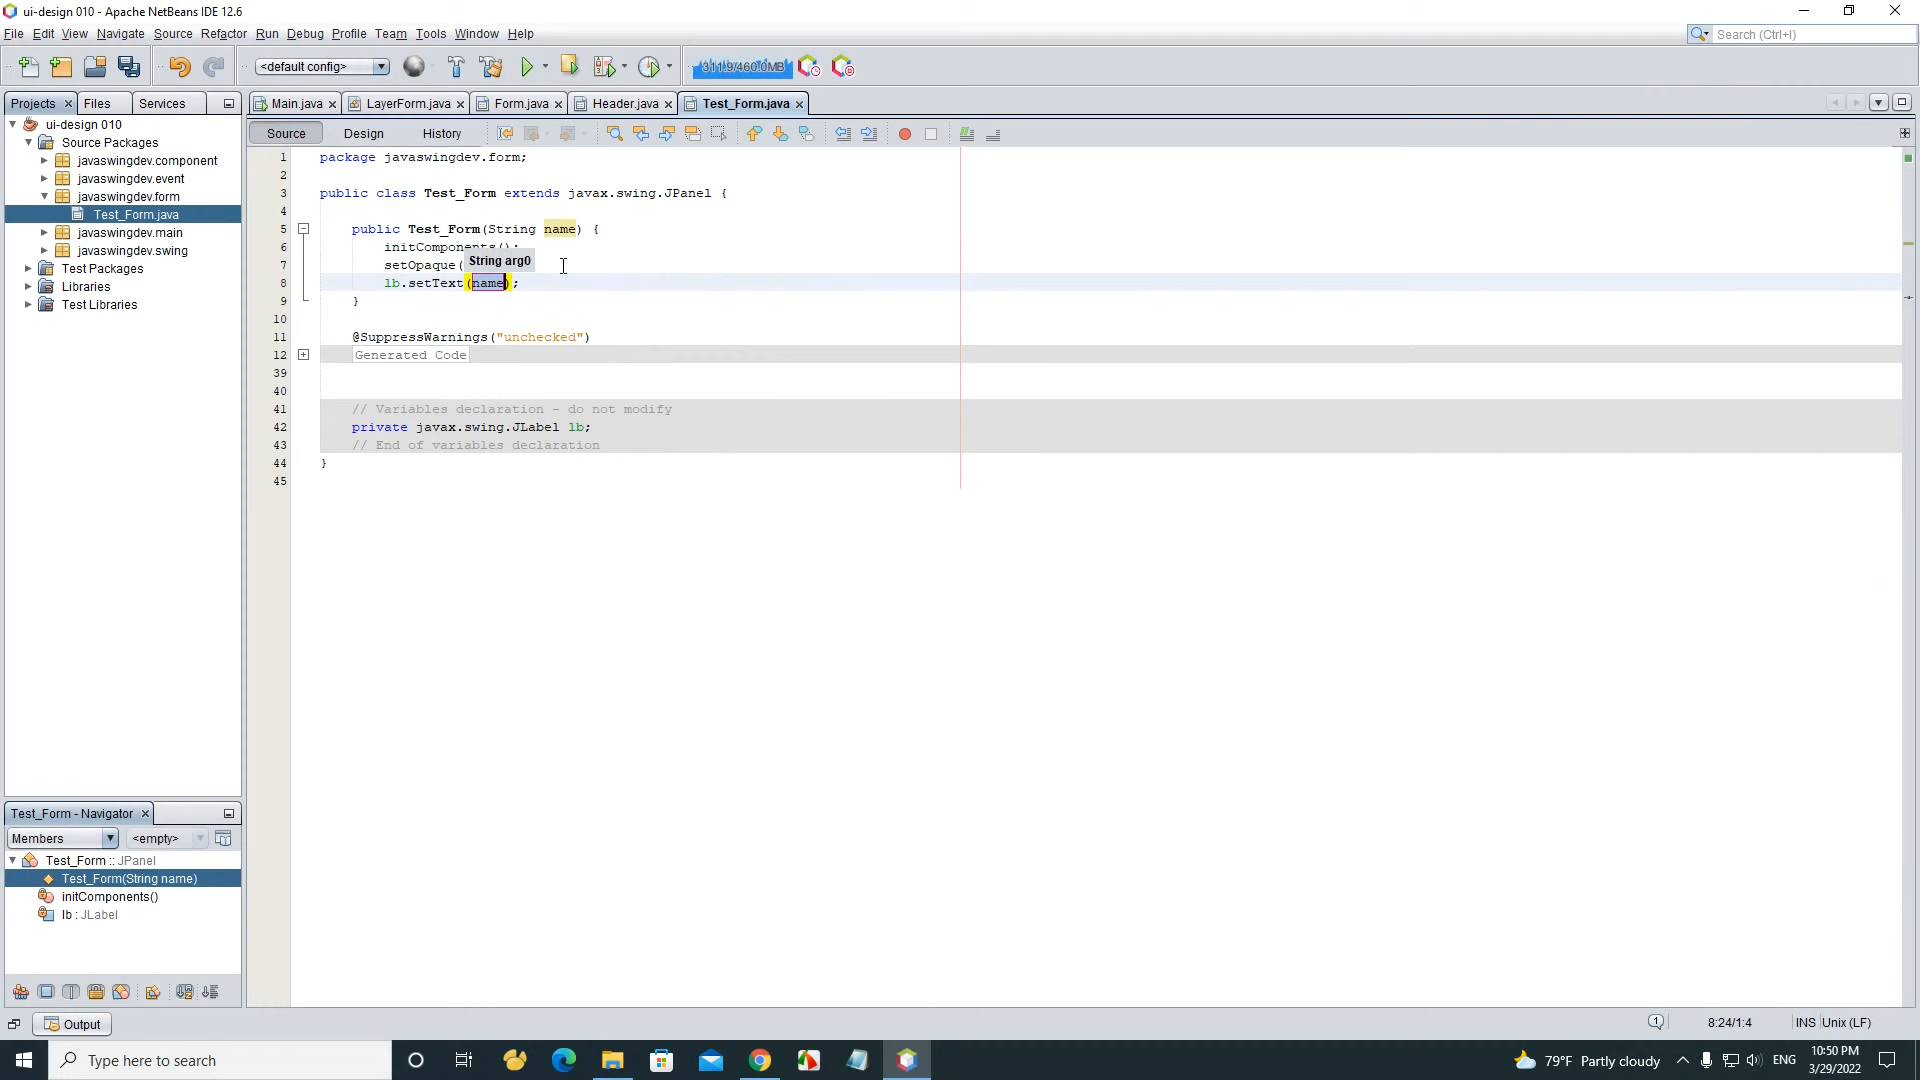 ui-design 010 - Apache NetBeans IDE 12.6
File Edit View Navigate Source Refactor Run Debug Profile Team Tools Window Help
Search (Ctrl+I)
<default config>
311.9/460.0MB
Projects Files Services
Main.java LayerForm.java Form.java Header.java Test_Form.java
ui-design 010
Source Packages
javaswingdev.component
javaswingdev.event
javaswingdev.form
Test_Form.java
javaswingdev.main
javaswingdev.swing
Test Packages
Libraries
Test Libraries
Source Design History
1 package javaswingdev.form;
2
3 public class Test_Form extends javax.swing.JPanel {
4
5 public Test_Form(String name) {
6 initComponents();
String arg0
7 setOpaque(
8 lb.setText(name);
9 }
10
11 @SuppressWarnings("unchecked")
12 Generated Code
39
40
41 // Variables declaration - do not modify
42 private javax.swing.JLabel lb;
43 // End of variables declaration
44 }
45
Test_Form - Navigator
Members <empty>
Test_Form :: JPanel
Test_Form(String name)
initComponents()
lb : JLabel
Output
1 8:24/1:4 INS Unix (LF)
Type here to search
79°F Partly cloudy ENG
10:50 PM
3/29/2022